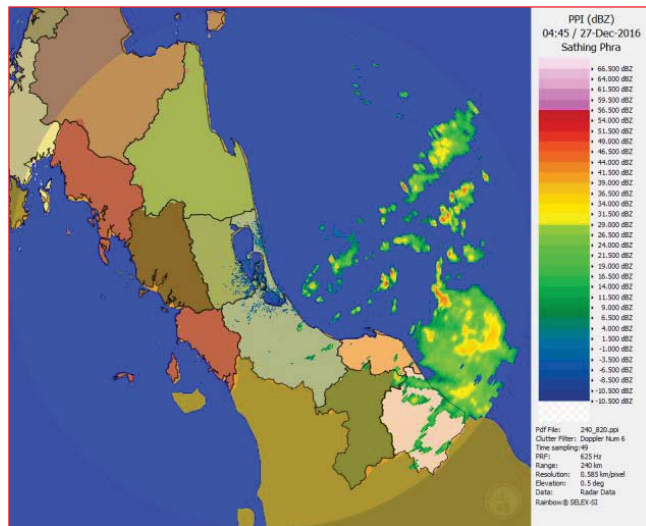 PPI (dBZ)
04:45 / 27-Dec-2016
Sathing Phra
66.500 dBZ
64.000 dBZ
61.500 dBZ
59.500 dBZ
56.500 dBZ
54.000 dBZ
51.500 dBZ
49.000 dBZ
46.500 dBZ
44.000 dBZ
41.500 dBZ
39.000 dBZ
36.500 dBZ
34.000 dBZ
31.500 dBZ
29.000 dBZ
26.500 dBZ
24.000 dBZ
21.500 dBZ
19.000 dBZ
16.500 dBZ
14.000 dBZ
11.500 dBZ
9.000 dBZ
6.500 dBZ
4.000 dBZ
1.500 dBZ
-1.000 dBZ
-3.500 dBZ
-6.500 dBZ
-8.500 dBZ
-10.500 dBZ
Pdf File: 240_820.ppi
Clutter Filter: Doppler Num 6
Time sampling: 49
PRF: 625 Hz
Range: 240 km
Resolution: 0.585 km/pixel
Elevation: 0.5 deg
Data: Radar Data
Rainbow® SELEX-SI